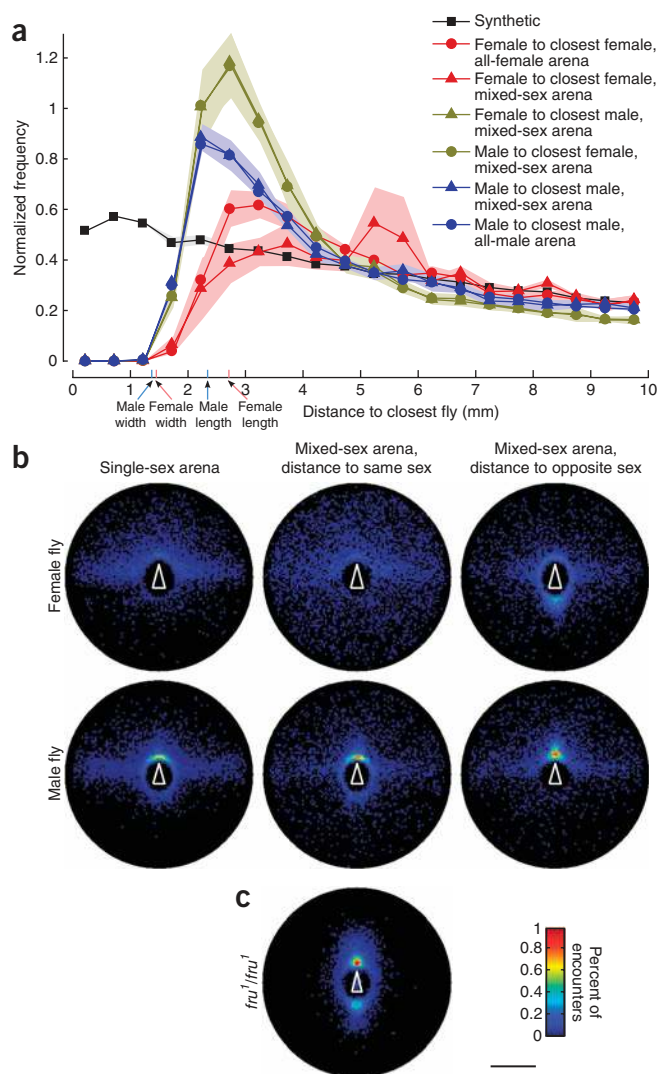 a
Normalized frequency
1.2
1
0.8
0.6
0.4
0.2
0
0 1 2 3 4 5 6 7 8 9 10
Synthetic
Female to closest female,
all-female arena
Female to closest female,
mixed-sex arena
Female to closest male,
mixed-sex arena
Male to closest female,
mixed-sex arena
Male to closest male,
mixed-sex arena
Male to closest male,
all-male arena
Male
width
Female
width
Male
length
Female
length
Distance to closest fly (mm)
b
Single-sex arena
Mixed-sex arena,
distance to same sex
Mixed-sex arena,
distance to opposite sex
Female fly
Male fly
c
fru¹/fru¹
1
0.8
0.6
0.4
0.2
0
Percent of
encounters